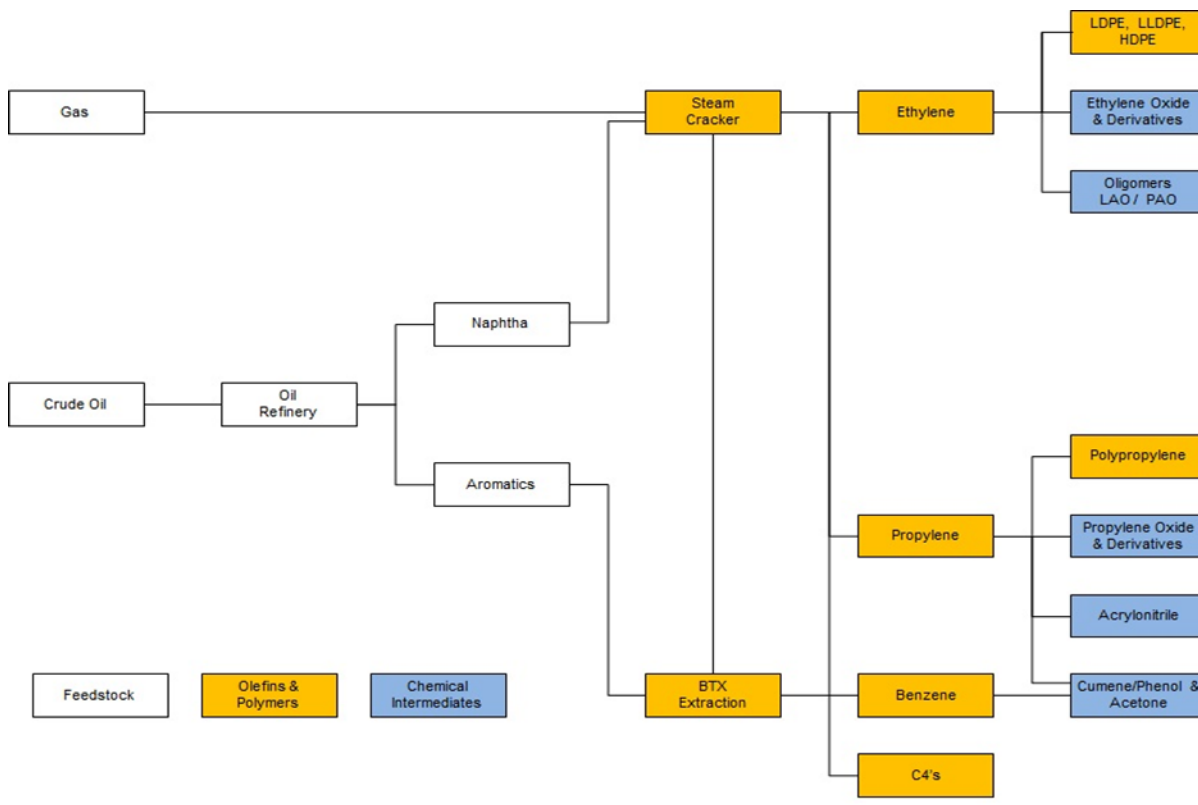 LDPE, LLDPE,
HDPE
Gas
Steam
Cracker
Ethylene
Ethylene Oxide
& Derivatives
Oligomers
LAO / PAO
Naphtha
Crude Oil
Oil
Refinery
Polypropylene
Aromatics
Propylene
Propylene Oxide
& Derivatives
Acrylonitrile
Feedstock
Olefins &
Polymers
Chemical
Intermediates
BTX
Extraction
Benzene
Cumene/Phenol &
Acetone
C4's